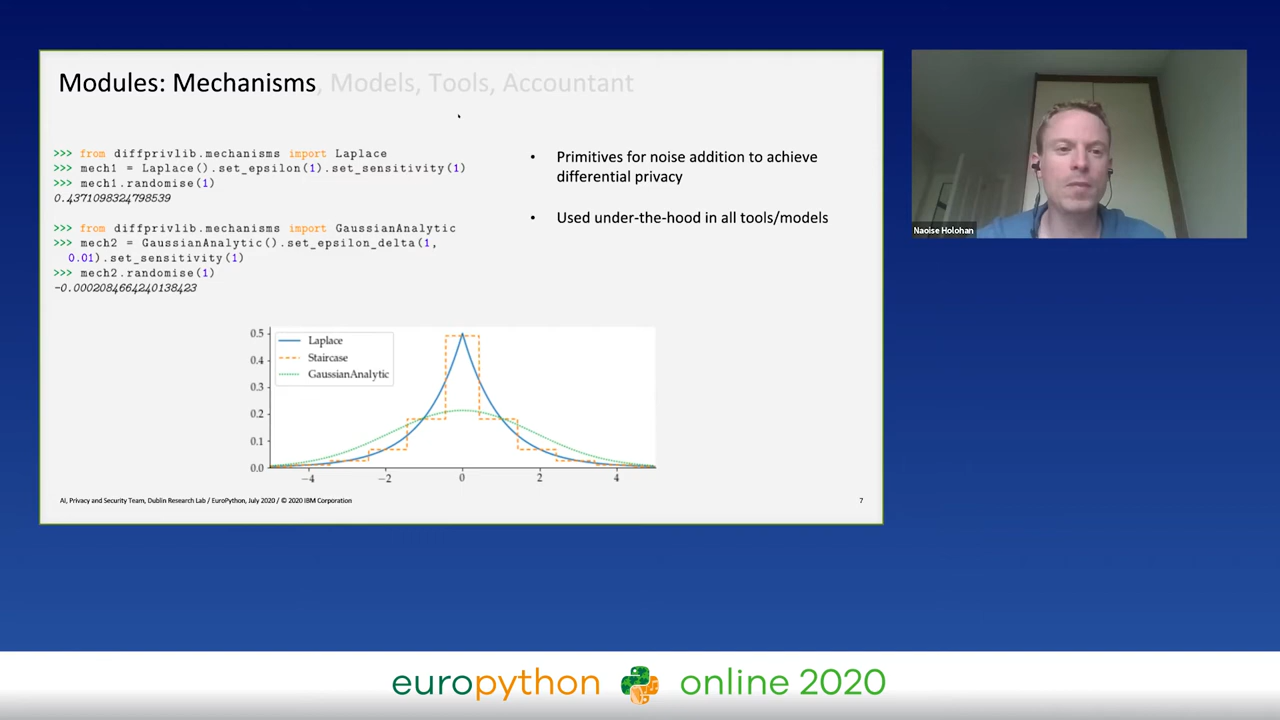 Modules: Mechanisms, Models, Tools, Accountant
>>> from diffprivlib.mechanisms import Laplace
>>> mech1 = Laplace().set_epsilon(1).set_sensitivity(1)
>>> mech1.randomise(1)
0.4371098324798539
>>> from diffprivlib.mechanisms import GaussianAnalytic
>>> mech2 = GaussianAnalytic().set_epsilon_delta(1,
0.01).set_sensitivity(1)
>>> mech2.randomise(1)
-0.0002084664240138423
• Primitives for noise addition to achieve
differential privacy
• Used under-the-hood in all tools/models
Naoise Holohan
0.5
0.4
0.3
0.2
0.1
0.0
Laplace
Staircase
GaussianAnalytic
−4 −2 0 2 4
AI, Privacy and Security Team, Dublin Research Lab / EuroPython, July 2020 / © 2020 IBM Corporation
7
europython online 2020